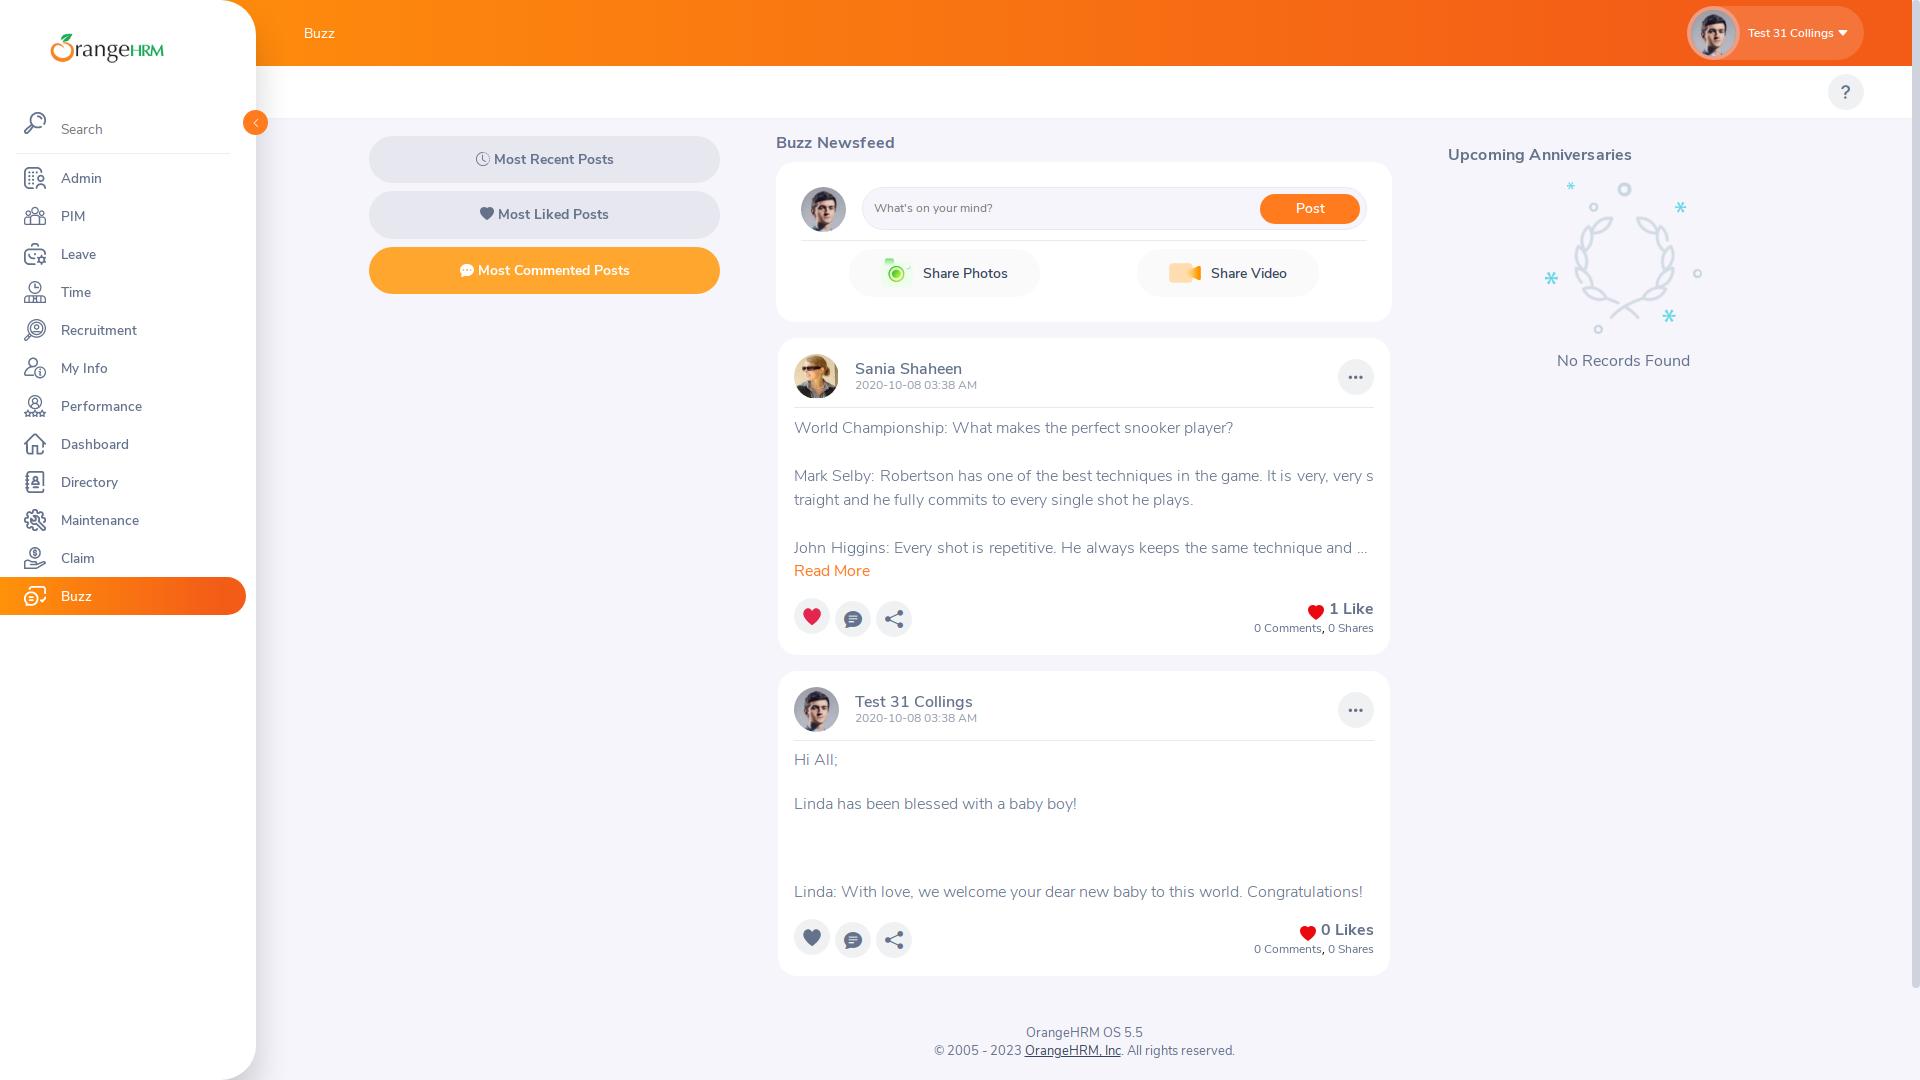 OrangeHRM
Search
Admin
PIM
Leave
Time
Recruitment
My Info
Performance
Dashboard
Directory
Maintenance
Claim
Buzz
Buzz
Test 31 Collings
?
Most Recent Posts
Most Liked Posts
Most Commented Posts
Buzz Newsfeed
What's on your mind?
Post
Share Photos
Share Video
Sania Shaheen
2020-10-08 03:38 AM
World Championship: What makes the perfect snooker player?
Mark Selby: Robertson has one of the best techniques in the game. It is very, very s
traight and he fully commits to every single shot he plays.
John Higgins: Every shot is repetitive. He always keeps the same technique and ...
Read More
1 Like
0 Comments, 0 Shares
Test 31 Collings
2020-10-08 03:38 AM
Hi All;
Linda has been blessed with a baby boy!
Linda: With love, we welcome your dear new baby to this world. Congratulations!
0 Likes
0 Comments, 0 Shares
Upcoming Anniversaries
No Records Found
OrangeHRM OS 5.5
© 2005 - 2023 OrangeHRM, Inc. All rights reserved.